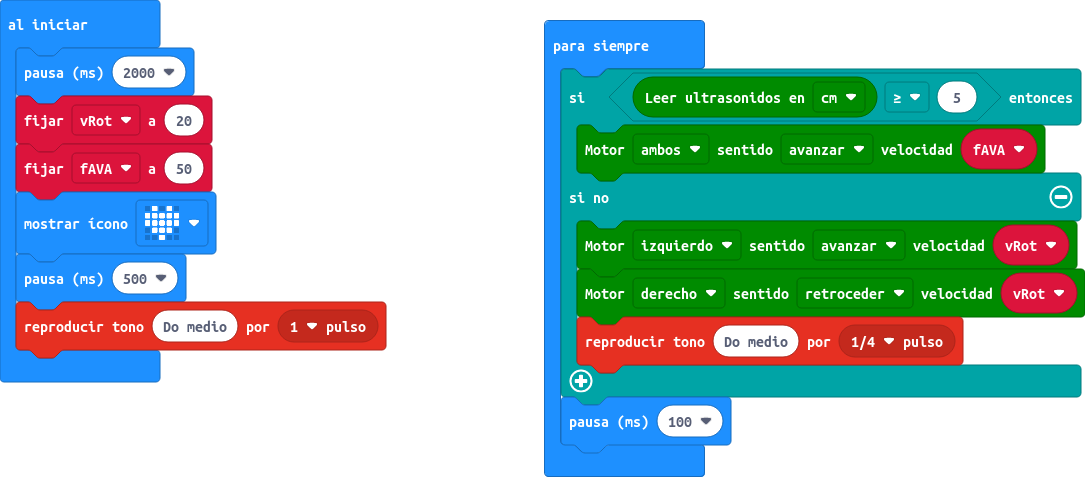 al iniciar
pausa (ms) 2000
fijar vRot a 20
fijar fAVA a 50
mostrar ícono
pausa (ms) 500
reproducir tono Do medio por 1 pulso
para siempre
si Leer ultrasonidos en cm ≥ 5 entonces
Motor ambos sentido avanzar velocidad fAVA
si no
Motor izquierdo sentido avanzar velocidad vRot
Motor derecho sentido retroceder velocidad vRot
reproducir tono Do medio por 1/4 pulso
pausa (ms) 100